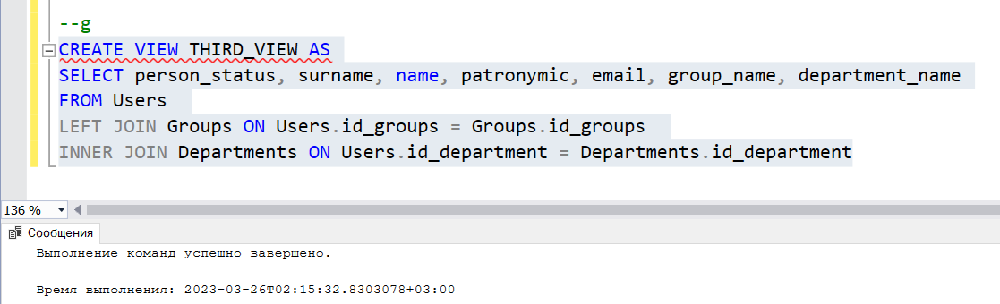 --g
CREATE VIEW THIRD_VIEW AS
SELECT person_status, surname, name, patronymic, email, group_name, department_name
FROM Users
LEFT JOIN Groups ON Users.id_groups = Groups.id_groups
INNER JOIN Departments ON Users.id_department = Departments.id_department
136 %
Сообщения
Выполнение команд успешно завершено.
Время выполнения: 2023-03-26T02:15:32.8303078+03:00